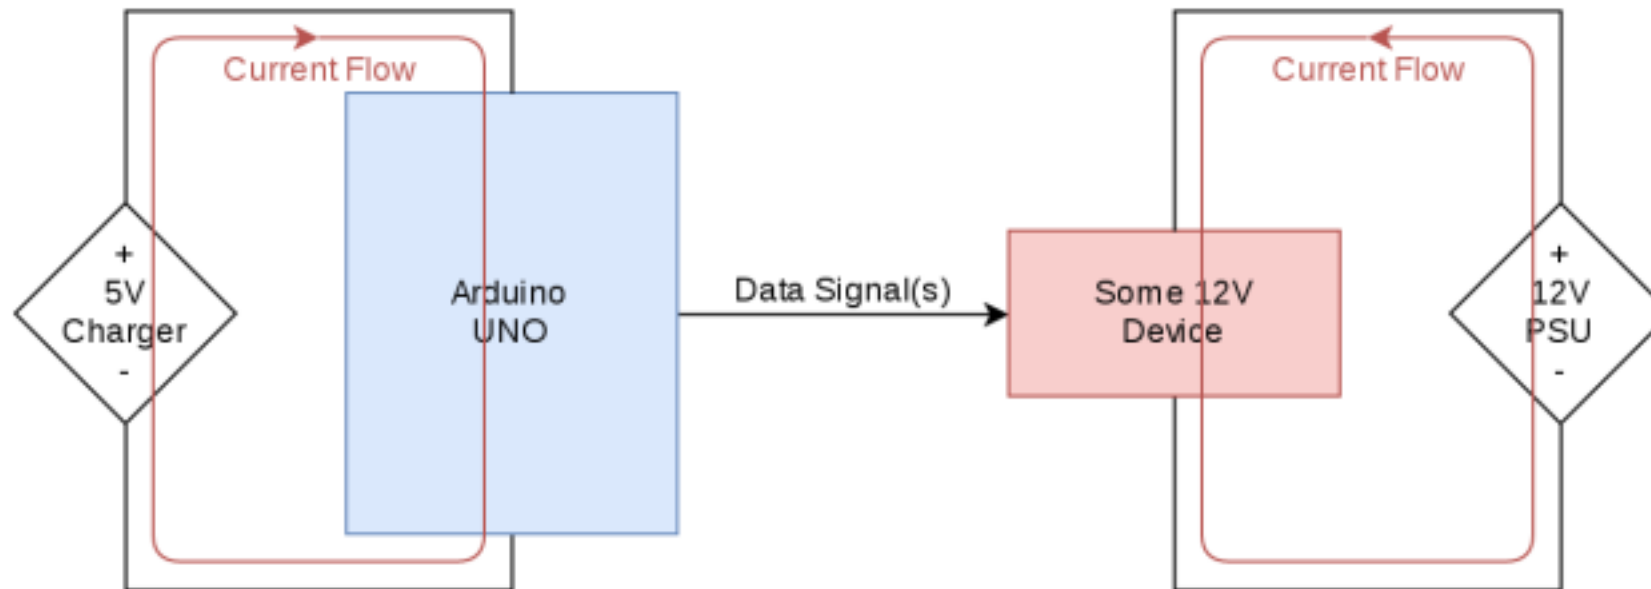 Current Flow
Current Flow
+
5V
Charger
-
Arduino
UNO
Data Signal(s)
Some 12V
Device
+
12V
PSU
-